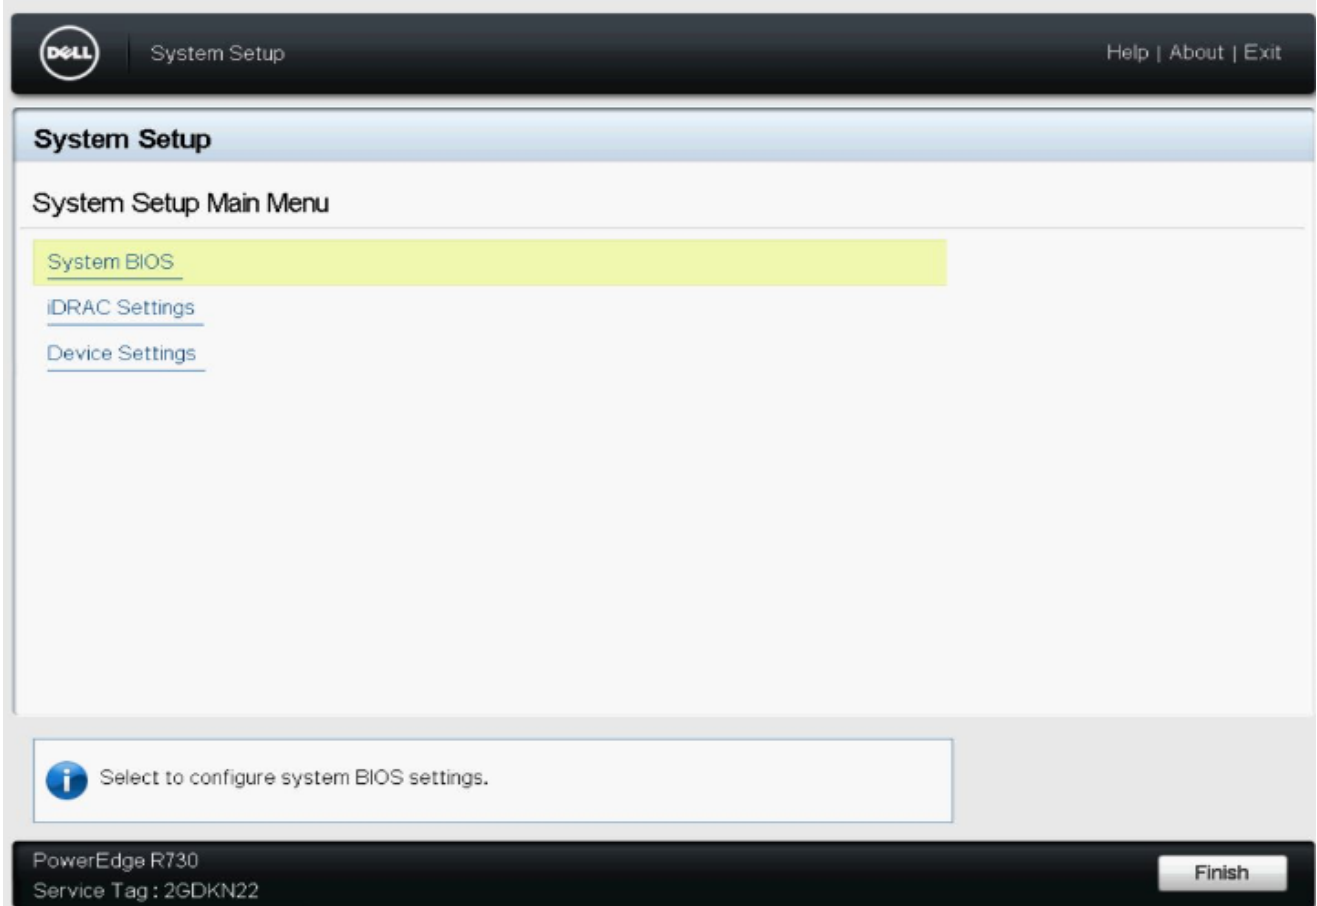 DELL System Setup Help | About | Exit
System Setup
System Setup Main Menu
System BIOS
iDRAC Settings
Device Settings
Select to configure system BIOS settings.
PowerEdge R730
Service Tag : 2GDKN22
Finish